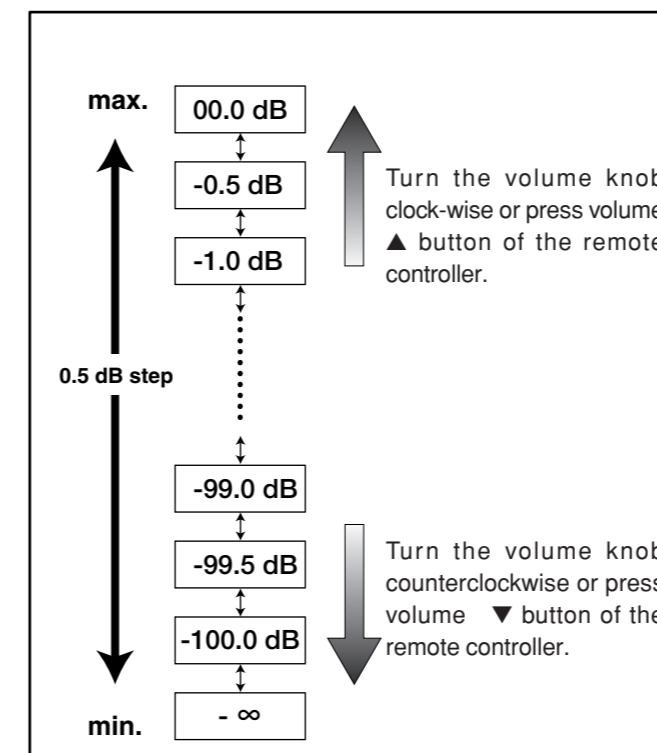 max.
00.0 dB
-0.5 dB
-1.0 dB
Turn the volume knob
clock-wise or press volume
▲ button of the remote
controller.
0.5 dB step
-99.0 dB
-99.5 dB
-100.0 dB
Turn the volume knob
counterclockwise or press
volume ▼ button of the
remote controller.
min.
- ∞